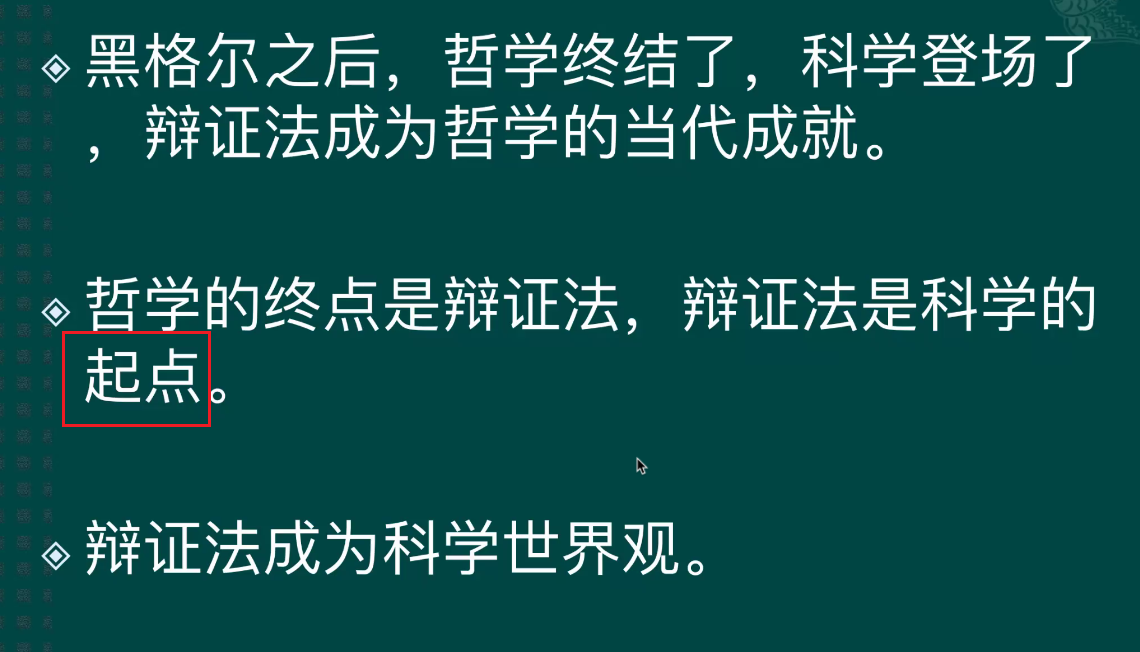 黑格尔之后，哲学终结了，科学登场了
，辩证法成为哲学的当代成就。
哲学的终点是辩证法，辩证法是科学的
起点。
辩证法成为科学世界观。